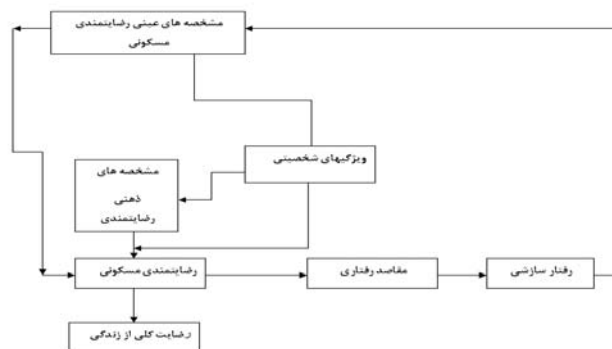 مشخصه های عینی رضایتمندی
مسکونی
ویژگیهای شخصیتی
مشخصه های
ذهنی
رضایتمندی
رضایتمندی مسکونی
مقاصد رفتاری
رفتار سازشی
رضایت کلی از زندگی